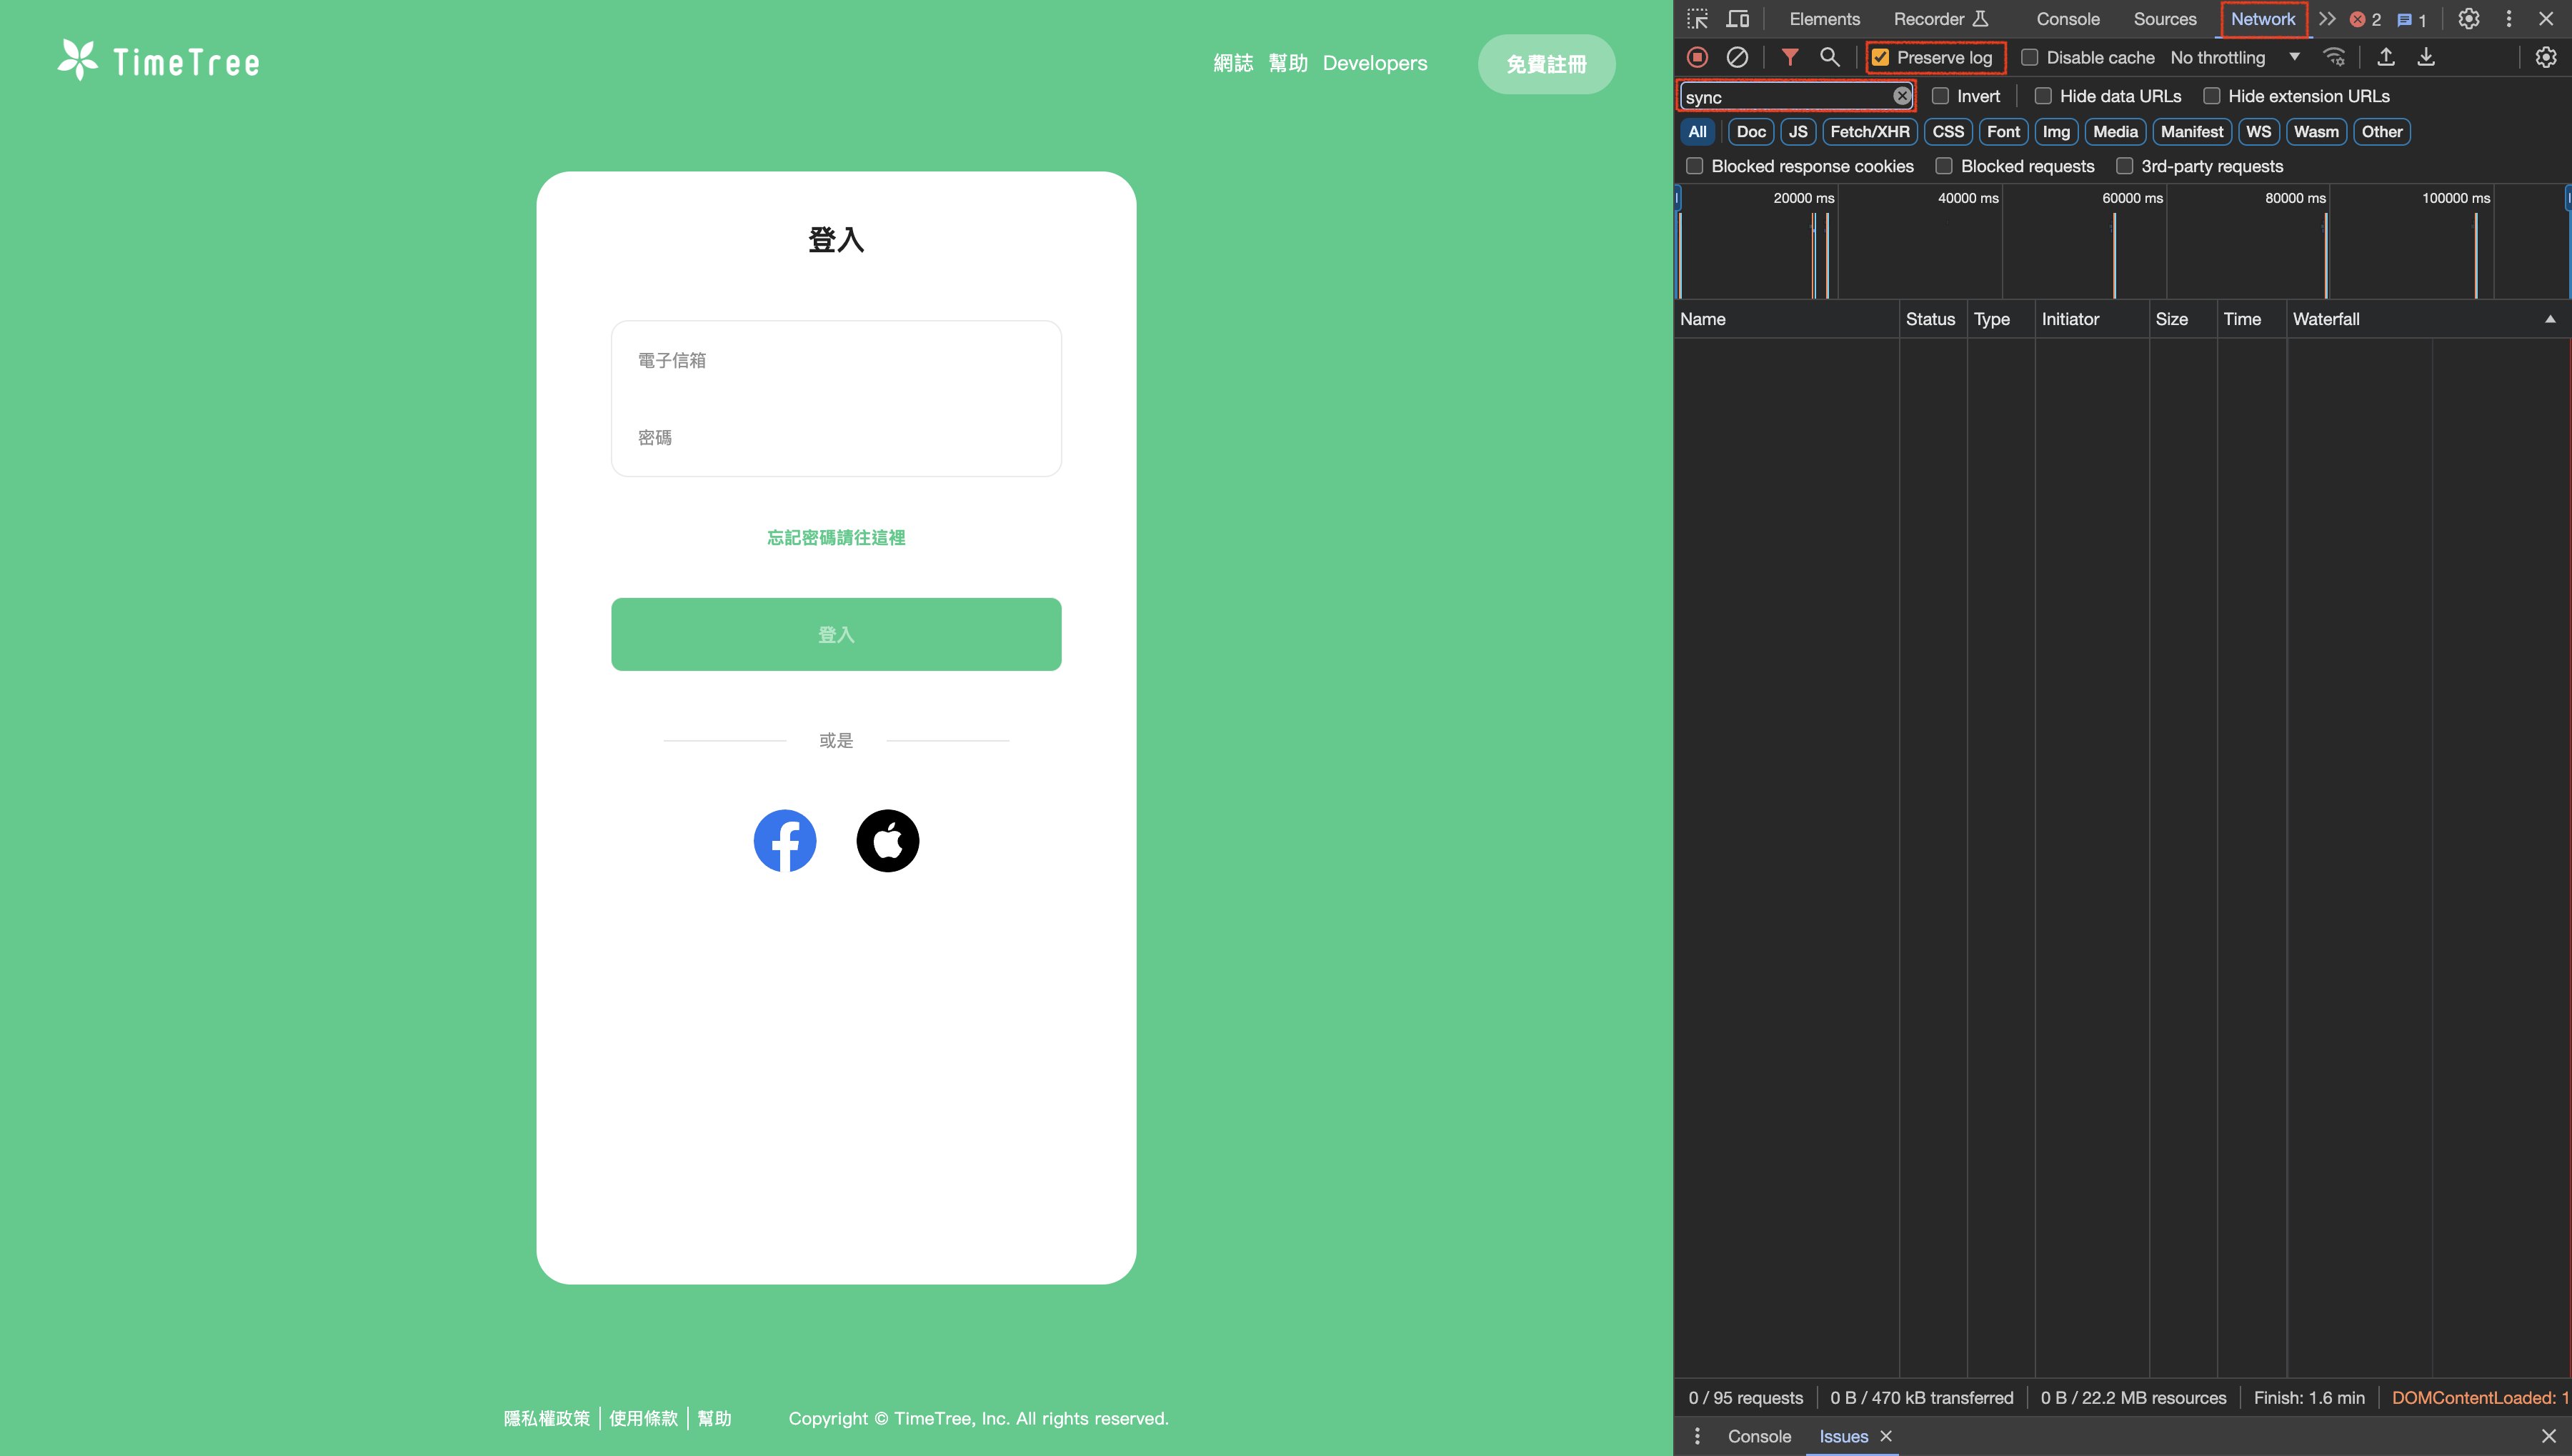 TimeTree
網誌 幫助 Developers
免費註冊
登入
電子信箱
密碼
忘記密碼請往這裡
登入
或是
隱私權政策 使用條款 幫助 Copyright © TimeTree, Inc. All rights reserved.
Elements Recorder Console Sources Network 2 1
Preserve log Disable cache No throttling
sync Invert Hide data URLs Hide extension URLs
All Doc JS Fetch/XHR CSS Font Img Media Manifest WS Wasm Other
Blocked response cookies Blocked requests 3rd-party requests
20000 ms 40000 ms 60000 ms 80000 ms 100000 ms
Name Status Type Initiator Size Time Waterfall
0 / 95 requests 0 B / 470 kB transferred 0 B / 22.2 MB resources Finish: 1.6 min DOMContentLoaded: 1
Console Issues